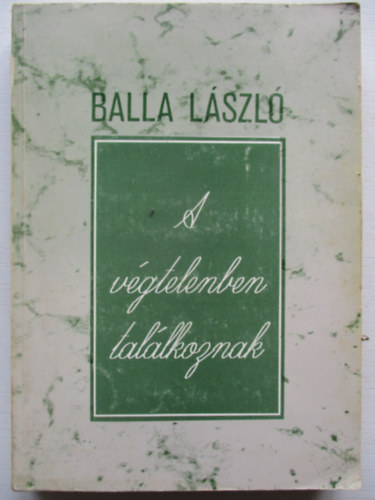 BALLA LÁSZLÓ
A
végtelenben
találkoznak